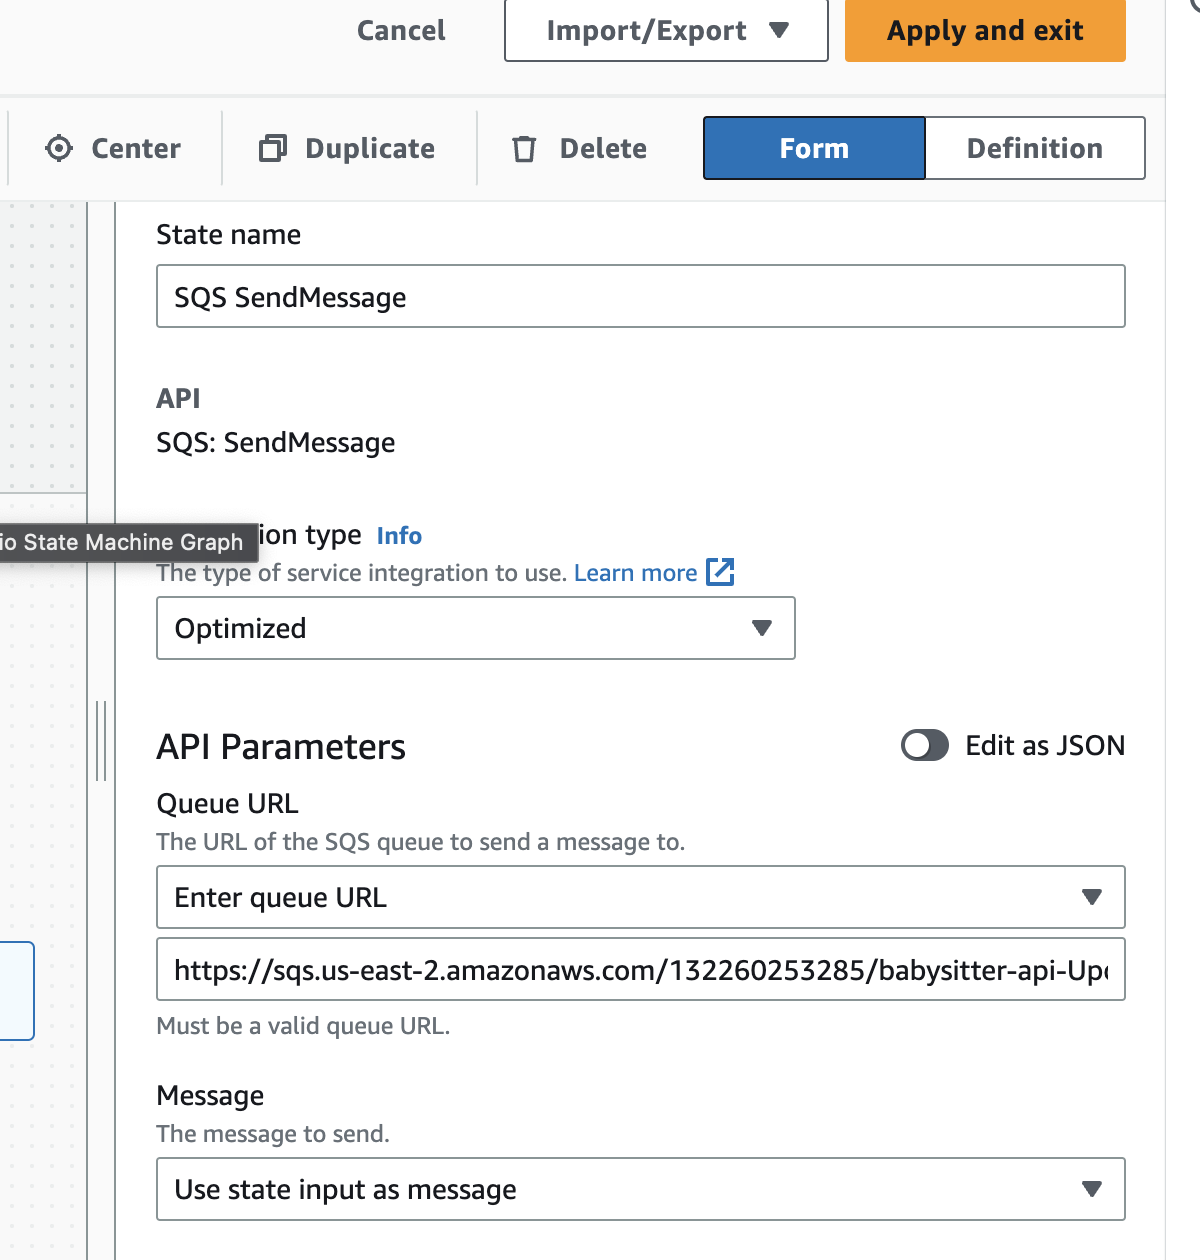 Cancel
Import/Export
Apply and exit
Center
Duplicate
Delete
Form
Definition
State name
SQS SendMessage
API
SQS: SendMessage
State Machine Graph
type Info
The type of service integration to use. Learn more
Optimized
API Parameters
Edit as JSON
Queue URL
The URL of the SQS queue to send a message to.
Enter queue URL
https://sqs.us-east-2.amazonaws.com/132260253285/babysitter-api-Up
Must be a valid queue URL.
Message
The message to send.
Use state input as message